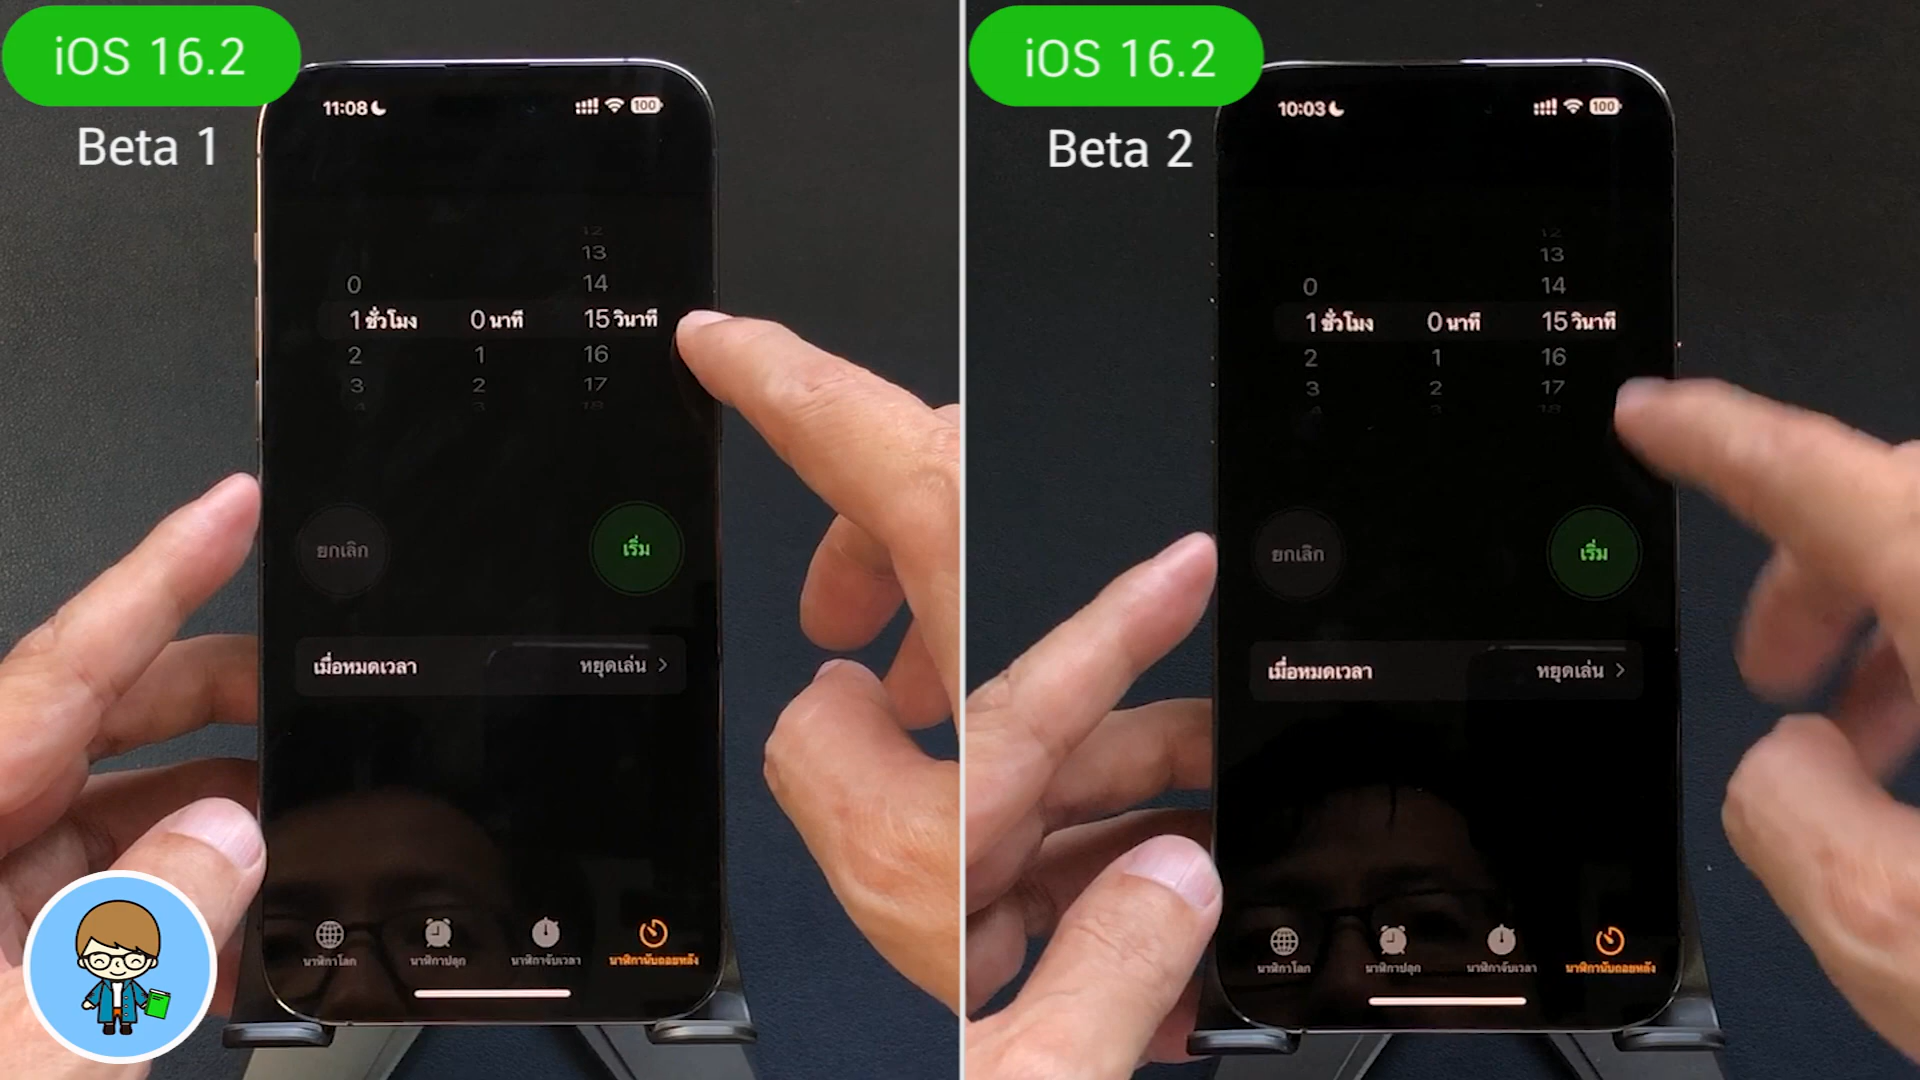 iOS 16.2
Beta 1
11:08
100
12
13
0 14
1 ชั่วโมง 0 นาที 15 วินาที
2 1 16
3 2 17
4 3 18
ยกเลิก เริ่ม
เมื่อหมดเวลา หยุดเล่น >
นาฬิกาโลก นาฬิกาปลุก นาฬิกาจับเวลา นาฬิกานับถอยหลัง
iOS 16.2
Beta 2
10:03
100
12
13
0 14
1 ชั่วโมง 0 นาที 15 วินาที
2 1 16
3 2 17
4 3 18
ยกเลิก เริ่ม
เมื่อหมดเวลา หยุดเล่น >
นาฬิกาโลก นาฬิกาปลุก นาฬิกาจับเวลา นาฬิกานับถอยหลัง